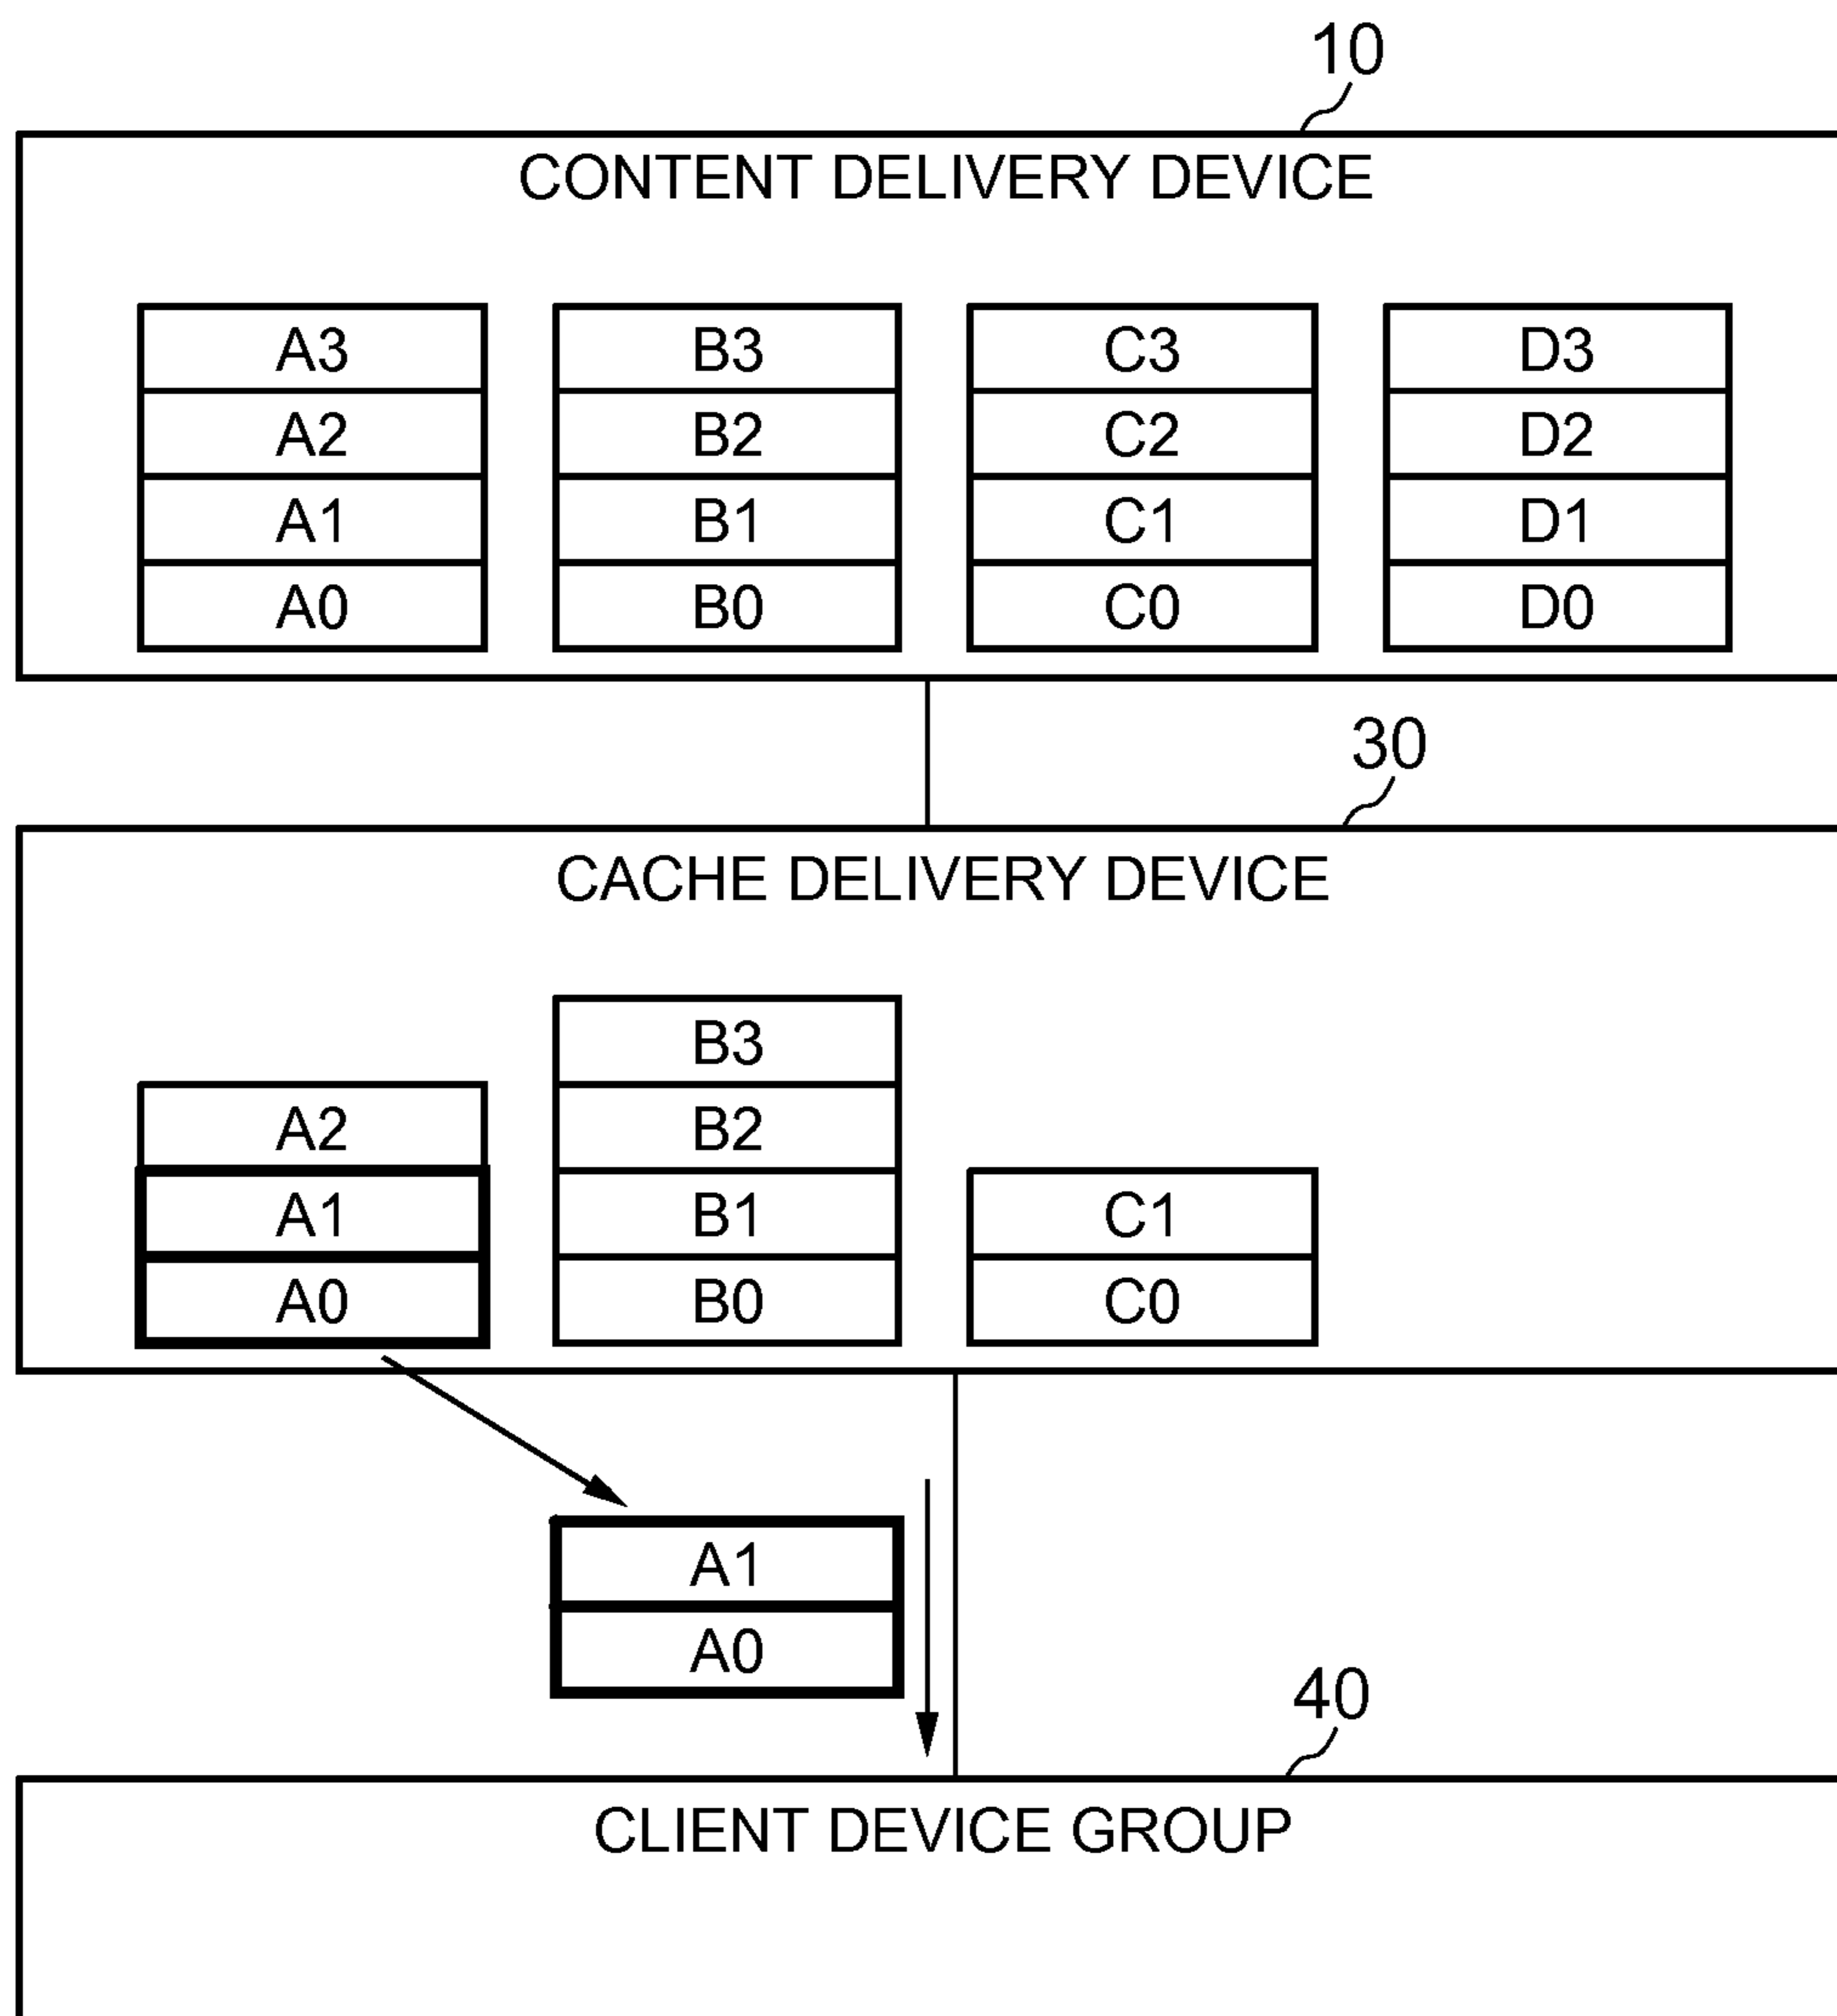 10
CONTENT DELIVERY DEVICE
A3 B3 C3 D3
A2 B2 C2 D2
A1 B1 C1 D1
A0 B0 C0 D0
30
CACHE DELIVERY DEVICE
B3
A2 B2
A1 B1 C1
A0 B0 C0
A1
A0
40
CLIENT DEVICE GROUP